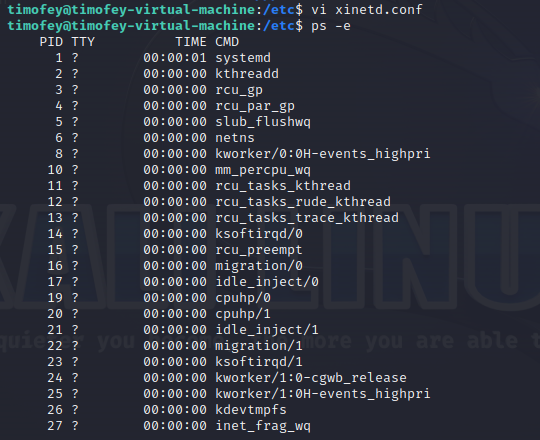 timofey@timofey-virtual-machine:/etc$ vi xinetd.conf
timofey@timofey-virtual-machine:/etc$ ps -e
PID TTY TIME CMD
1 ? 00:00:01 systemd
2 ? 00:00:00 kthreadd
3 ? 00:00:00 rcu_gp
4 ? 00:00:00 rcu_par_gp
5 ? 00:00:00 slub_flushwq
6 ? 00:00:00 netns
8 ? 00:00:00 kworker/0:0H-events_highpri
10 ? 00:00:00 mm_percpu_wq
11 ? 00:00:00 rcu_tasks_kthread
12 ? 00:00:00 rcu_tasks_rude_kthread
13 ? 00:00:00 rcu_tasks_trace_kthread
14 ? 00:00:00 ksoftirqd/0
15 ? 00:00:00 rcu_preempt
16 ? 00:00:00 migration/0
17 ? 00:00:00 idle_inject/0
19 ? 00:00:00 cpuhp/0
20 ? 00:00:00 cpuhp/1
21 ? 00:00:00 idle_inject/1
22 ? 00:00:00 migration/1
23 ? 00:00:00 ksoftirqd/1
24 ? 00:00:00 kworker/1:0-cgwb_release
25 ? 00:00:00 kworker/1:0H-events_highpri
26 ? 00:00:00 kdevtmpfs
27 ? 00:00:00 inet_frag_wq